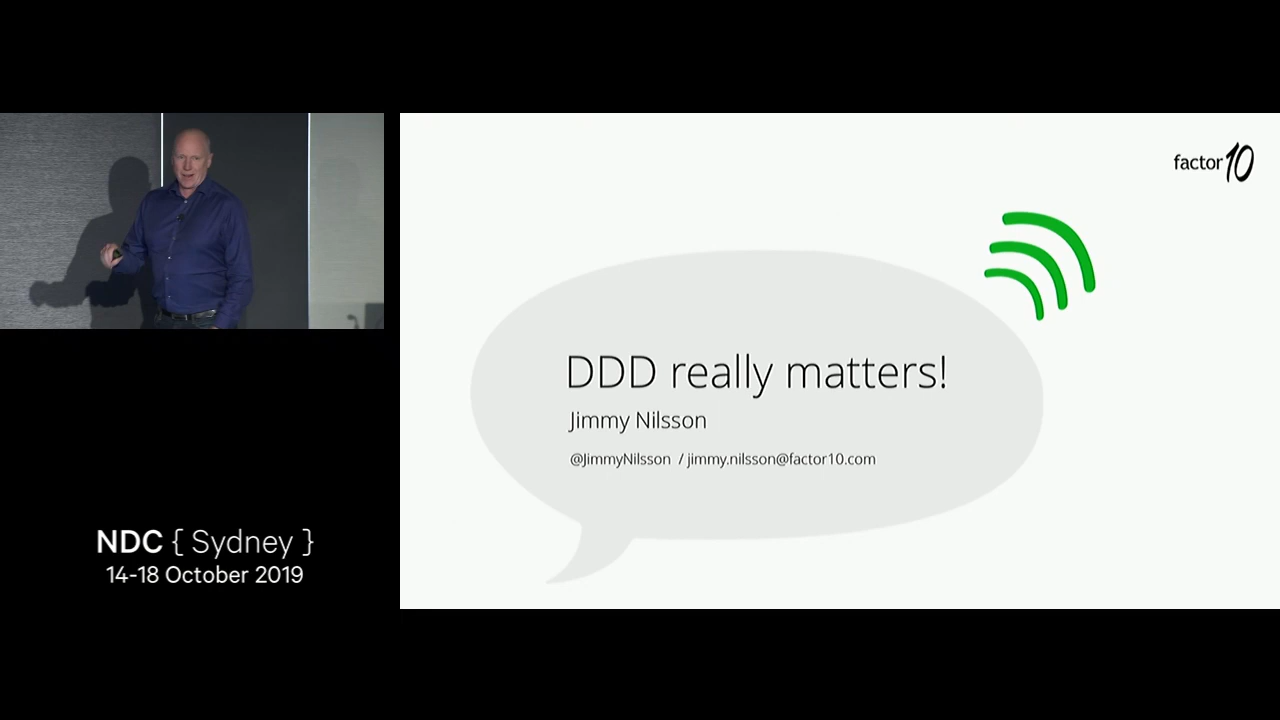 factor10
DDD really matters!
Jimmy Nilsson
@JimmyNilsson / jimmy.nilsson@factor10.com
NDC { Sydney }
14-18 October 2019